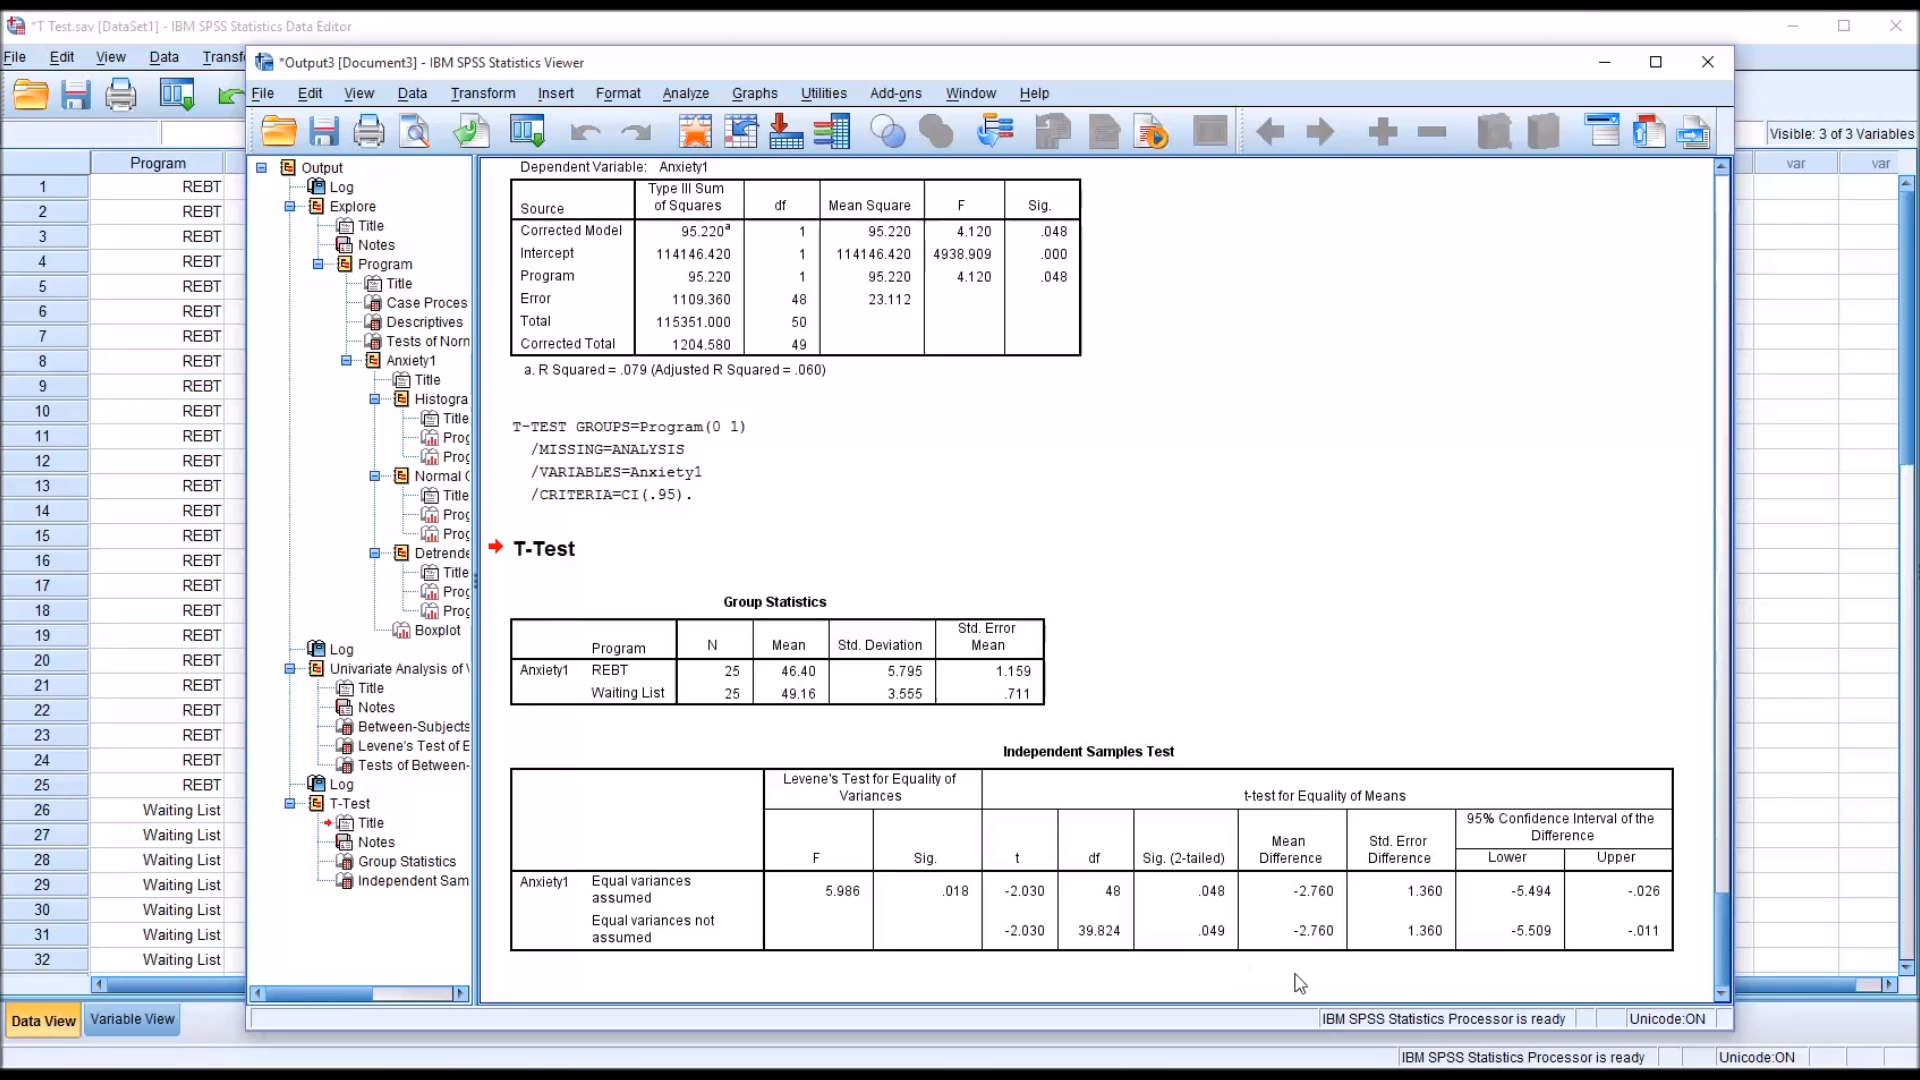 *T Test.sav [DataSet1] - IBM SPSS Statistics Data Editor
File Edit View Data Transf
*Output3 [Document3] - IBM SPSS Statistics Viewer
File Edit View Data Transform Insert Format Analyze Graphs Utilities Add-ons Window Help
Visible: 3 of 3 Variables
Program
var var
1 REBT
2 REBT
3 REBT
4 REBT
5 REBT
6 REBT
7 REBT
8 REBT
9 REBT
10 REBT
11 REBT
12 REBT
13 REBT
14 REBT
15 REBT
16 REBT
17 REBT
18 REBT
19 REBT
20 REBT
21 REBT
22 REBT
23 REBT
24 REBT
25 REBT
26 Waiting List
27 Waiting List
28 Waiting List
29 Waiting List
30 Waiting List
31 Waiting List
32 Waiting List
Data View Variable View
Output
Log
Explore
Title
Notes
Program
Title
Case Proces
Descriptives
Tests of Norn
Anxiety1
Title
Histogra
Title
Prog
Prog
Normal Q
Title
Prog
Prog
Detrende
Title
Prog
Prog
Boxplot
Log
Univariate Analysis of V
Title
Notes
Between-Subjects
Levene's Test of E
Tests of Between-
Log
T-Test
Title
Notes
Group Statistics
Independent Sam
Dependent Variable: Anxiety1
Source Type III Sum of Squares df Mean Square F Sig.
Corrected Model 95.220a 1 95.220 4.120 .048
Intercept 114146.420 1 114146.420 4938.909 .000
Program 95.220 1 95.220 4.120 .048
Error 1109.360 48 23.112
Total 115351.000 50
Corrected Total 1204.580 49
a. R Squared = .079 (Adjusted R Squared = .060)
T-TEST GROUPS=Program(0 1)
/MISSING=ANALYSIS
/VARIABLES=Anxiety1
/CRITERIA=CI(.95).
T-Test
Group Statistics
Program N Mean Std. Deviation Std. Error Mean
Anxiety1 REBT 25 46.40 5.795 1.159
Waiting List 25 49.16 3.555 .711
Independent Samples Test
Levene's Test for Equality of Variances t-test for Equality of Means
95% Confidence Interval of the Difference
F Sig. t df Sig. (2-tailed) Mean Difference Std. Error Difference Lower Upper
Anxiety1 Equal variances assumed 5.986 .018 -2.030 48 .048 -2.760 1.360 -5.494 -.026
Equal variances not assumed -2.030 39.824 .049 -2.760 1.360 -5.509 -.011
IBM SPSS Statistics Processor is ready Unicode:ON
IBM SPSS Statistics Processor is ready Unicode:ON